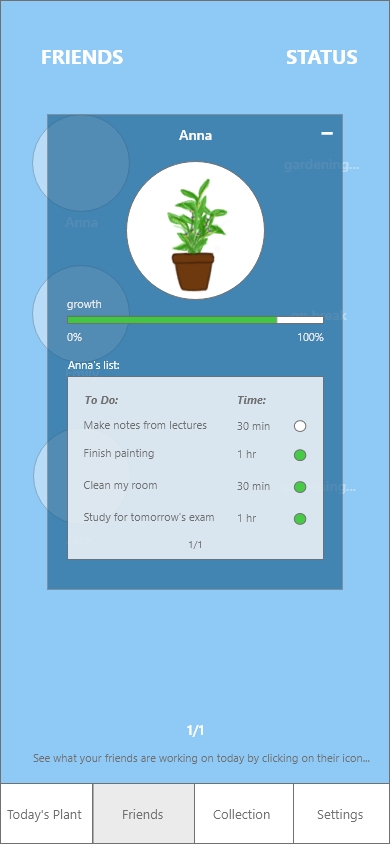 FRIENDS STATUS
Anna
gardening...
Anna
growth
0% 100%
Anna's list:
To Do: Time:
Make notes from lectures 30 min
Finish painting 1 hr
Clean my room 30 min
Study for tomorrow's exam 1 hr
1/1
1/1
See what your friends are working on today by clicking on their icon...
Today's Plant Friends Collection Settings